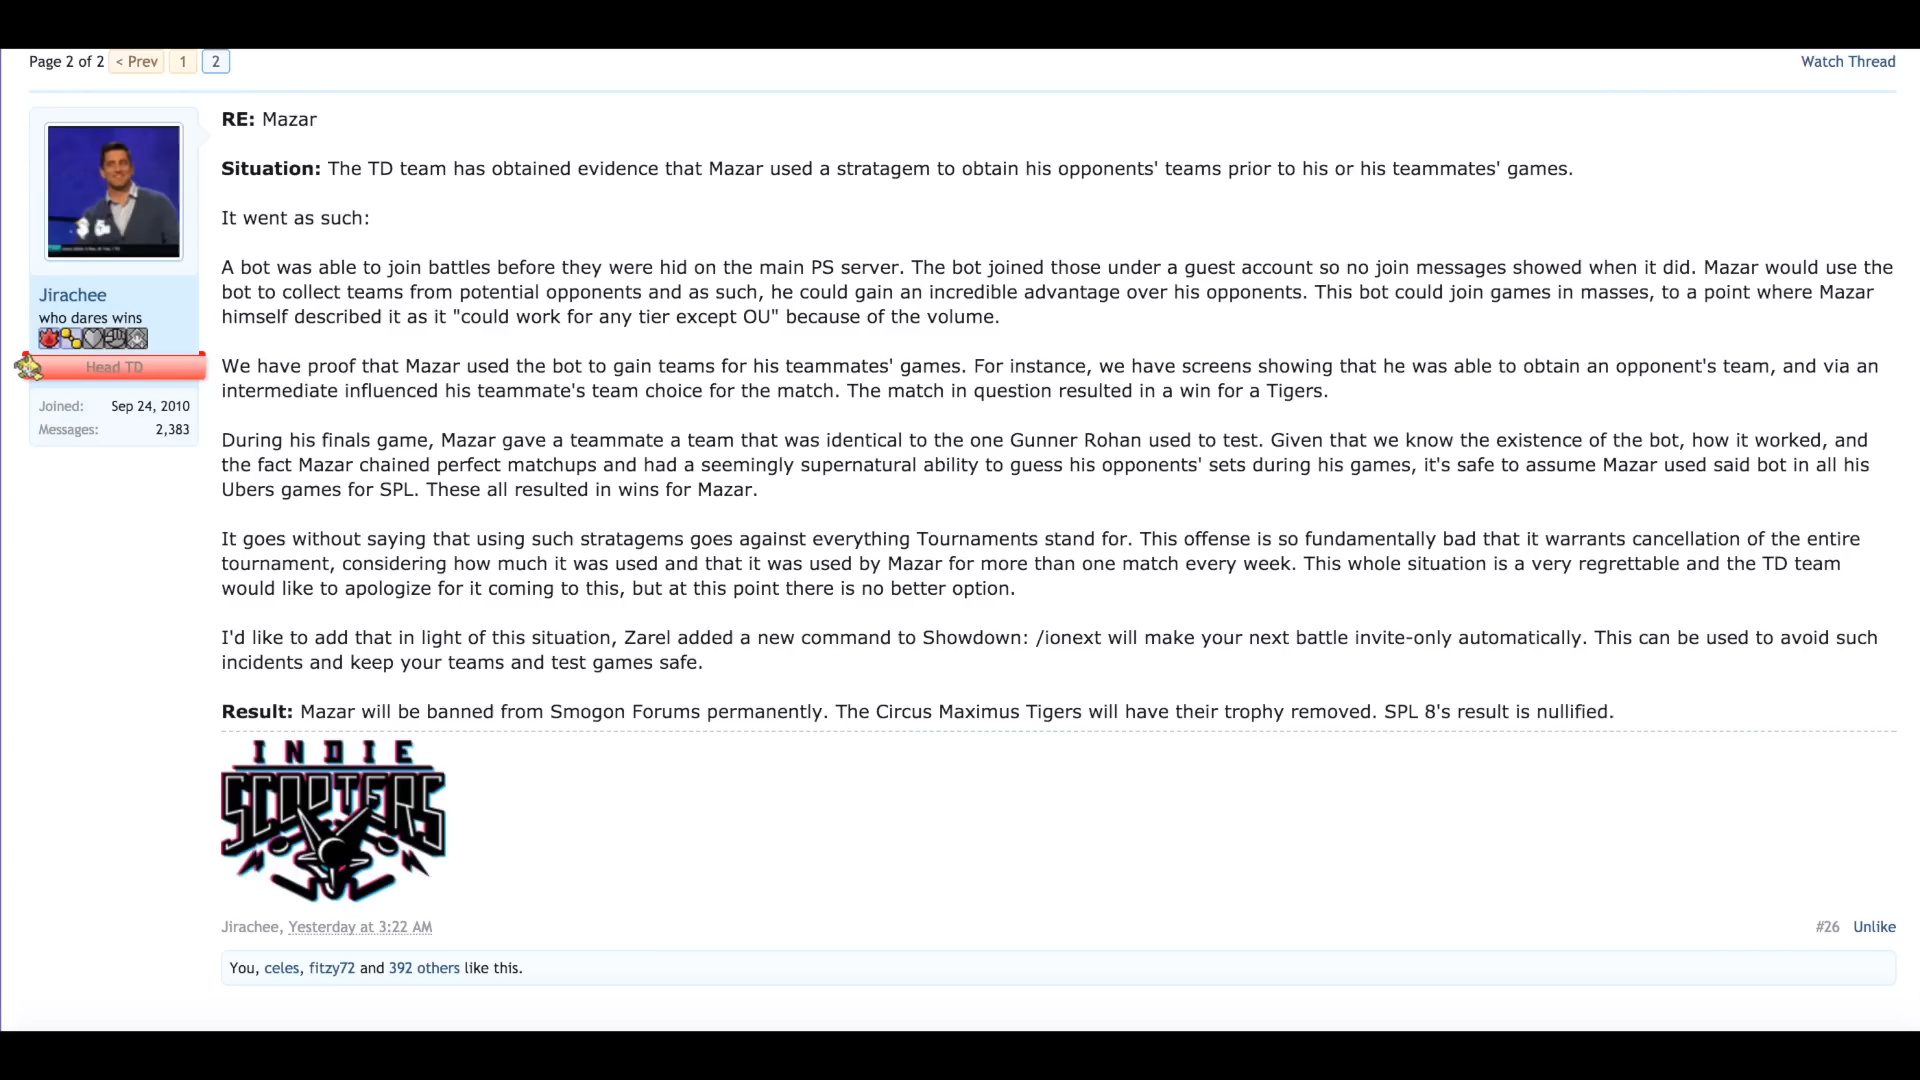 Page 2 of 2 < Prev 1 2 Watch Thread
RE: Mazar
Situation: The TD team has obtained evidence that Mazar used a stratagem to obtain his opponents' teams prior to his or his teammates' games.
It went as such:
A bot was able to join battles before they were hid on the main PS server. The bot joined those under a guest account so no join messages showed when it did. Mazar would use the
bot to collect teams from potential opponents and as such, he could gain an incredible advantage over his opponents. This bot could join games in masses, to a point where Mazar
himself described it as it "could work for any tier except OU" because of the volume.
Jirachee
who dares wins
Head TD
Joined: Sep 24, 2010
Messages: 2,383
We have proof that Mazar used the bot to gain teams for his teammates' games. For instance, we have screens showing that he was able to obtain an opponent's team, and via an
intermediate influenced his teammate's team choice for the match. The match in question resulted in a win for a Tigers.
During his finals game, Mazar gave a teammate a team that was identical to the one Gunner Rohan used to test. Given that we know the existence of the bot, how it worked, and
the fact Mazar chained perfect matchups and had a seemingly supernatural ability to guess his opponents' sets during his games, it's safe to assume Mazar used said bot in all his
Ubers games for SPL. These all resulted in wins for Mazar.
It goes without saying that using such stratagems goes against everything Tournaments stand for. This offense is so fundamentally bad that it warrants cancellation of the entire
tournament, considering how much it was used and that it was used by Mazar for more than one match every week. This whole situation is a very regrettable and the TD team
would like to apologize for it coming to this, but at this point there is no better option.
I'd like to add that in light of this situation, Zarel added a new command to Showdown: /ionext will make your next battle invite-only automatically. This can be used to avoid such
incidents and keep your teams and test games safe.
Result: Mazar will be banned from Smogon Forums permanently. The Circus Maximus Tigers will have their trophy removed. SPL 8's result is nullified.
INDIE
SCOOTERS
Jirachee, Yesterday at 3:22 AM #26 Unlike
You, celes, fitzy72 and 392 others like this.